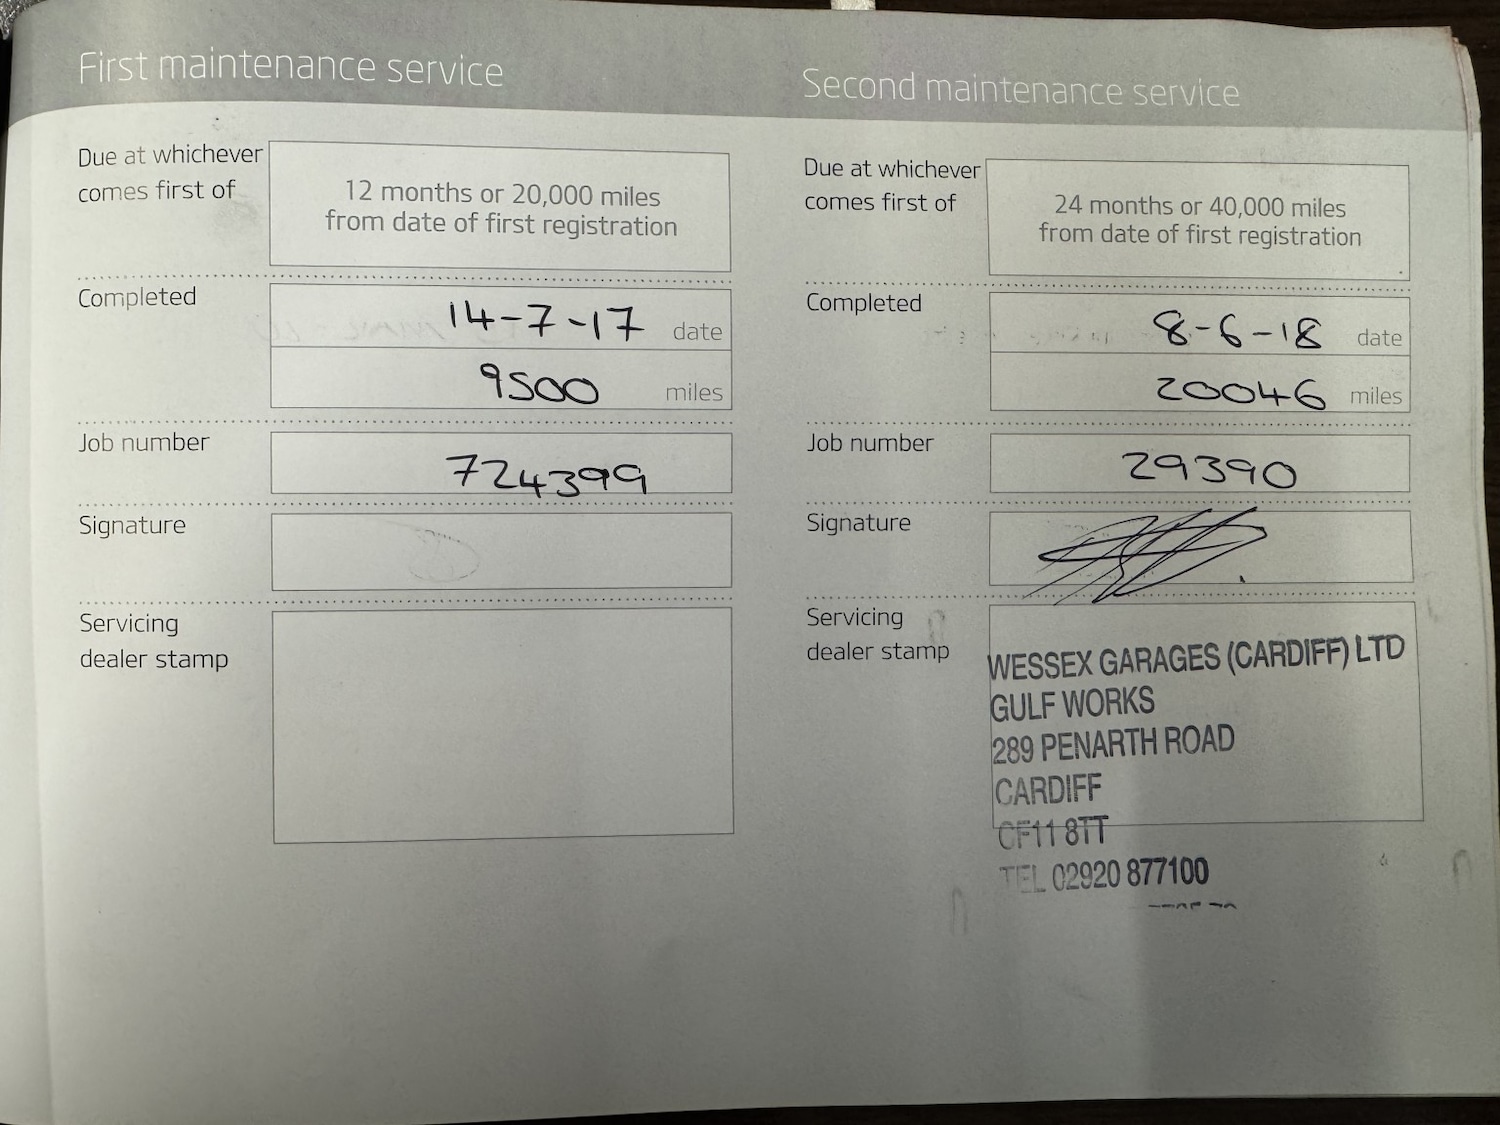 First maintenance service
Due at whichever
comes first of
12 months or 20,000 miles
from date of first registration
Completed
14-7-17 date
9500 miles
Job number
724399
Signature
Servicing
dealer stamp
Second maintenance service
Due at whichever
comes first of
24 months or 40,000 miles
from date of first registration
Completed
8-6-18 date
20046 miles
Job number
29390
Signature
Servicing
dealer stamp
WESSEX GARAGES (CARDIFF) LTD
GULF WORKS
289 PENARTH ROAD
CARDIFF
CF11 8TT
TEL 02920 877100